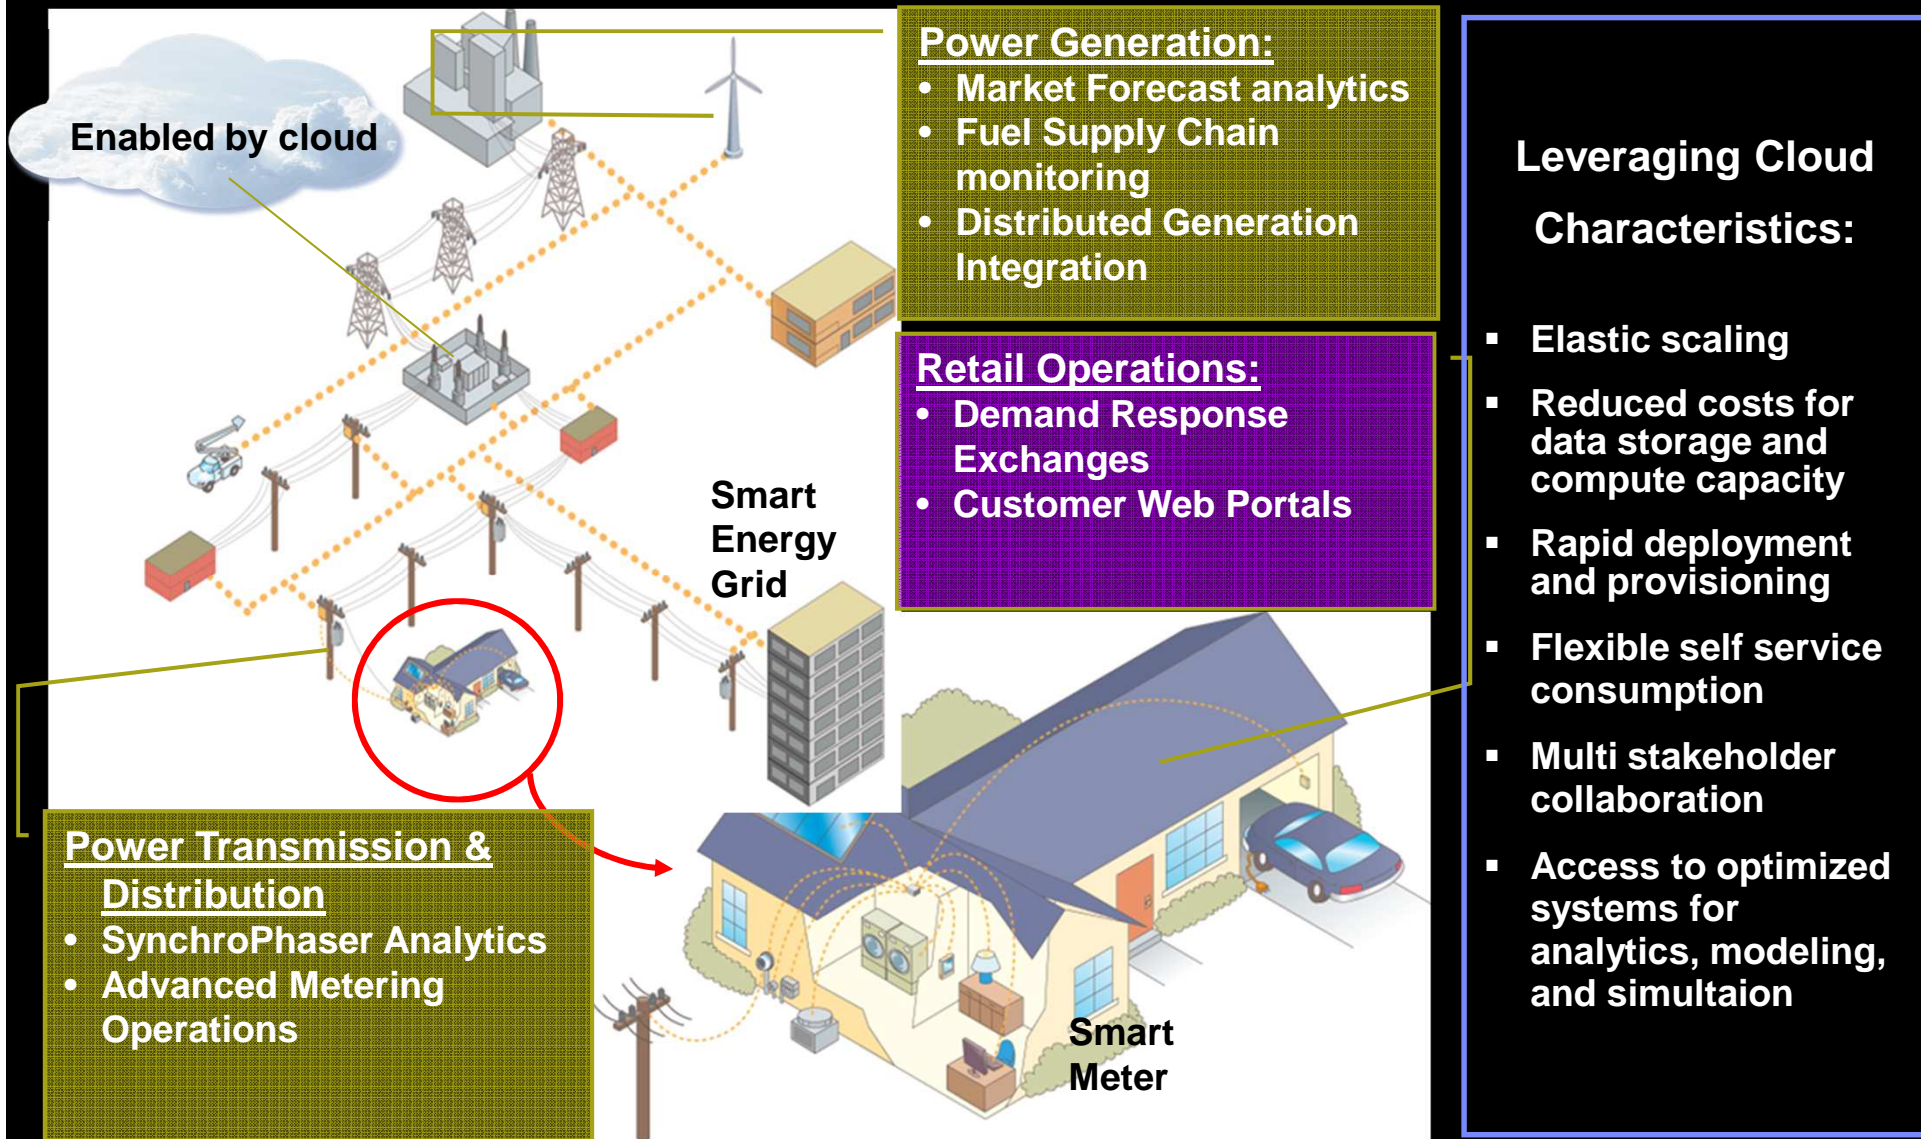 Enabled by cloud
Power Generation:
• Market Forecast analytics
• Fuel Supply Chain
monitoring
• Distributed Generation
Integration
Retail Operations:
• Demand Response
Exchanges
• Customer Web Portals
Smart
Energy
Grid
Power Transmission &
Distribution
• SynchroPhaser Analytics
• Advanced Metering
Operations
Smart
Meter
Leveraging Cloud
Characteristics:
▪ Elastic scaling
▪ Reduced costs for
data storage and
compute capacity
▪ Rapid deployment
and provisioning
▪ Flexible self service
consumption
▪ Multi stakeholder
collaboration
▪ Access to optimized
systems for
analytics, modeling,
and simultaion